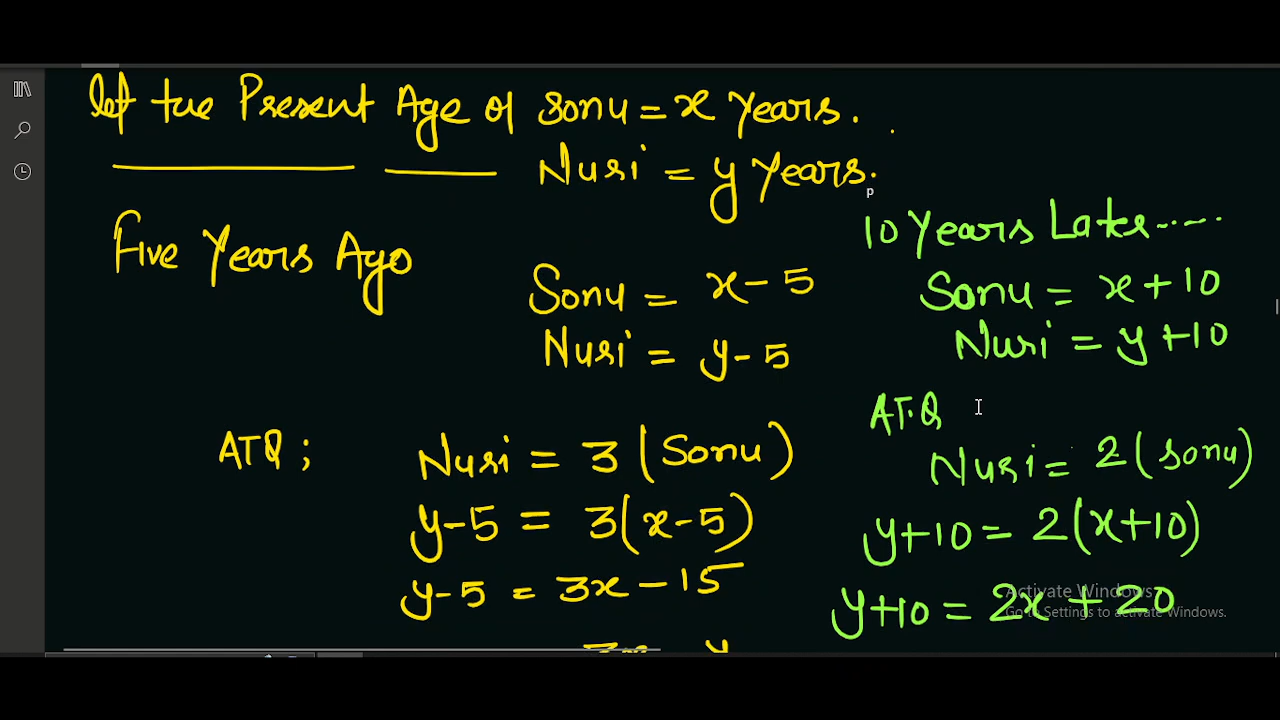 let the Present Age of Sonu = x Years.
Nuri = y Years.
P
Five Years Ago
Sonu = x - 5
Nuri = y - 5
ATQ ;
Nuri = 3 (Sonu)
y - 5 = 3(x - 5)
y - 5 = 3x - 15
10 Years Later......
Sonu = x + 10
Nuri = y + 10
AT.Q
Nuri = 2 (sonu)
y + 10 = 2 (x + 10)
y + 10 = 2x + 20
Activate Windows
Go to Settings to activate Windows.